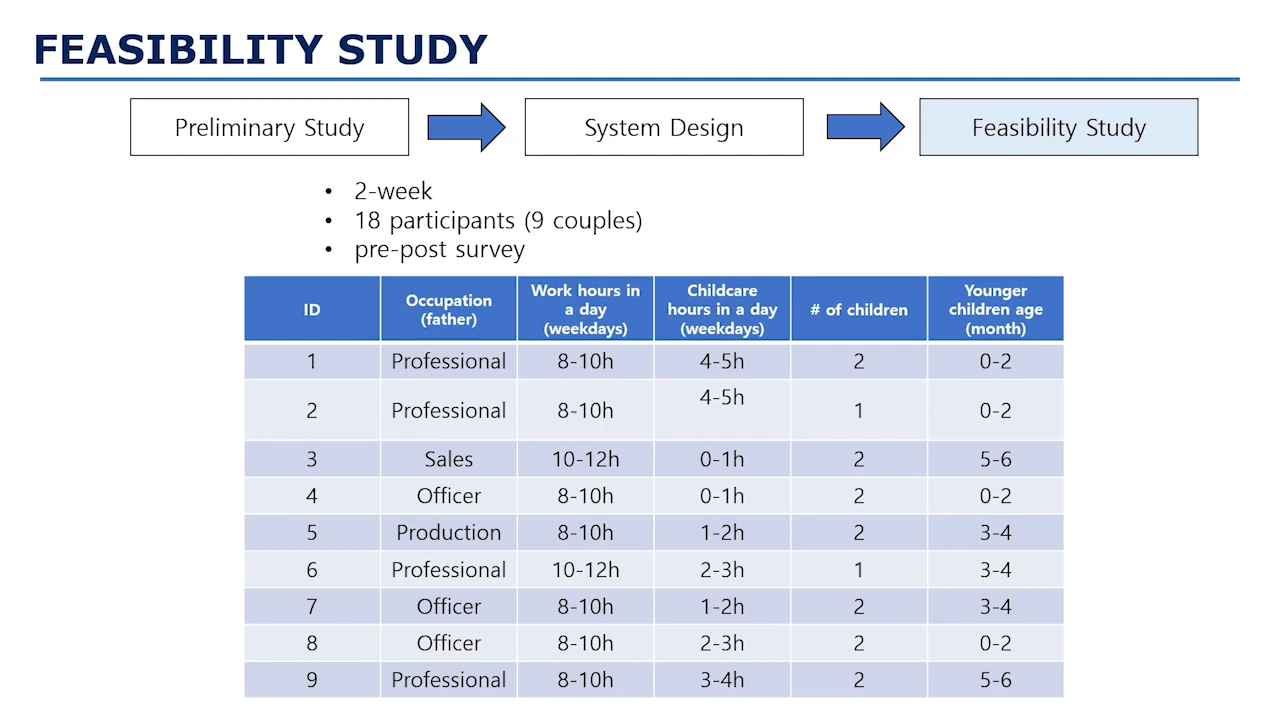 FEASIBILITY STUDY
Preliminary Study
System Design
Feasibility Study
• 2-week
• 18 participants (9 couples)
• pre-post survey
ID Occupation (father) Work hours in a day (weekdays) Childcare hours in a day (weekdays) # of children Younger children age (month)
1 Professional 8-10h 4-5h 2 0-2
2 Professional 8-10h 4-5h 1 0-2
3 Sales 10-12h 0-1h 2 5-6
4 Officer 8-10h 0-1h 2 0-2
5 Production 8-10h 1-2h 2 3-4
6 Professional 10-12h 2-3h 1 3-4
7 Officer 8-10h 1-2h 2 3-4
8 Officer 8-10h 2-3h 2 0-2
9 Professional 8-10h 3-4h 2 5-6